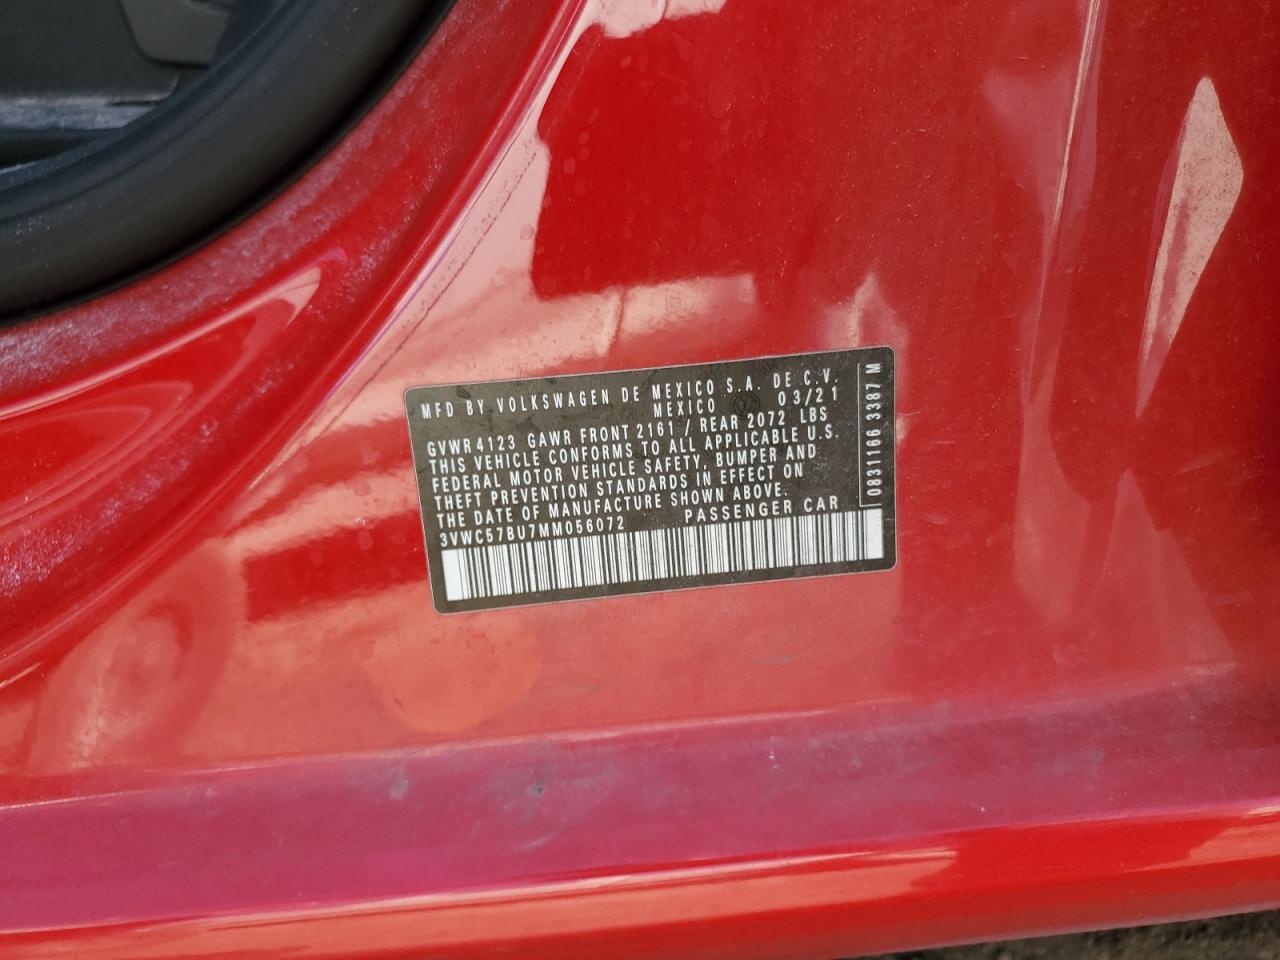 MFD BY VOLKSWAGEN DE MEXICO S.A. DE C.V.
MEXICO 03/21
GVWR 4123 GAWR FRONT 2161 / REAR 2072 LBS
THIS VEHICLE CONFORMS TO ALL APPLICABLE U.S.
FEDERAL MOTOR VEHICLE SAFETY, BUMPER AND
THEFT PREVENTION STANDARDS IN EFFECT ON
THE DATE OF MANUFACTURE SHOWN ABOVE.
3VWC57BU7MM056072 PASSENGER CAR
0831166 3387 M